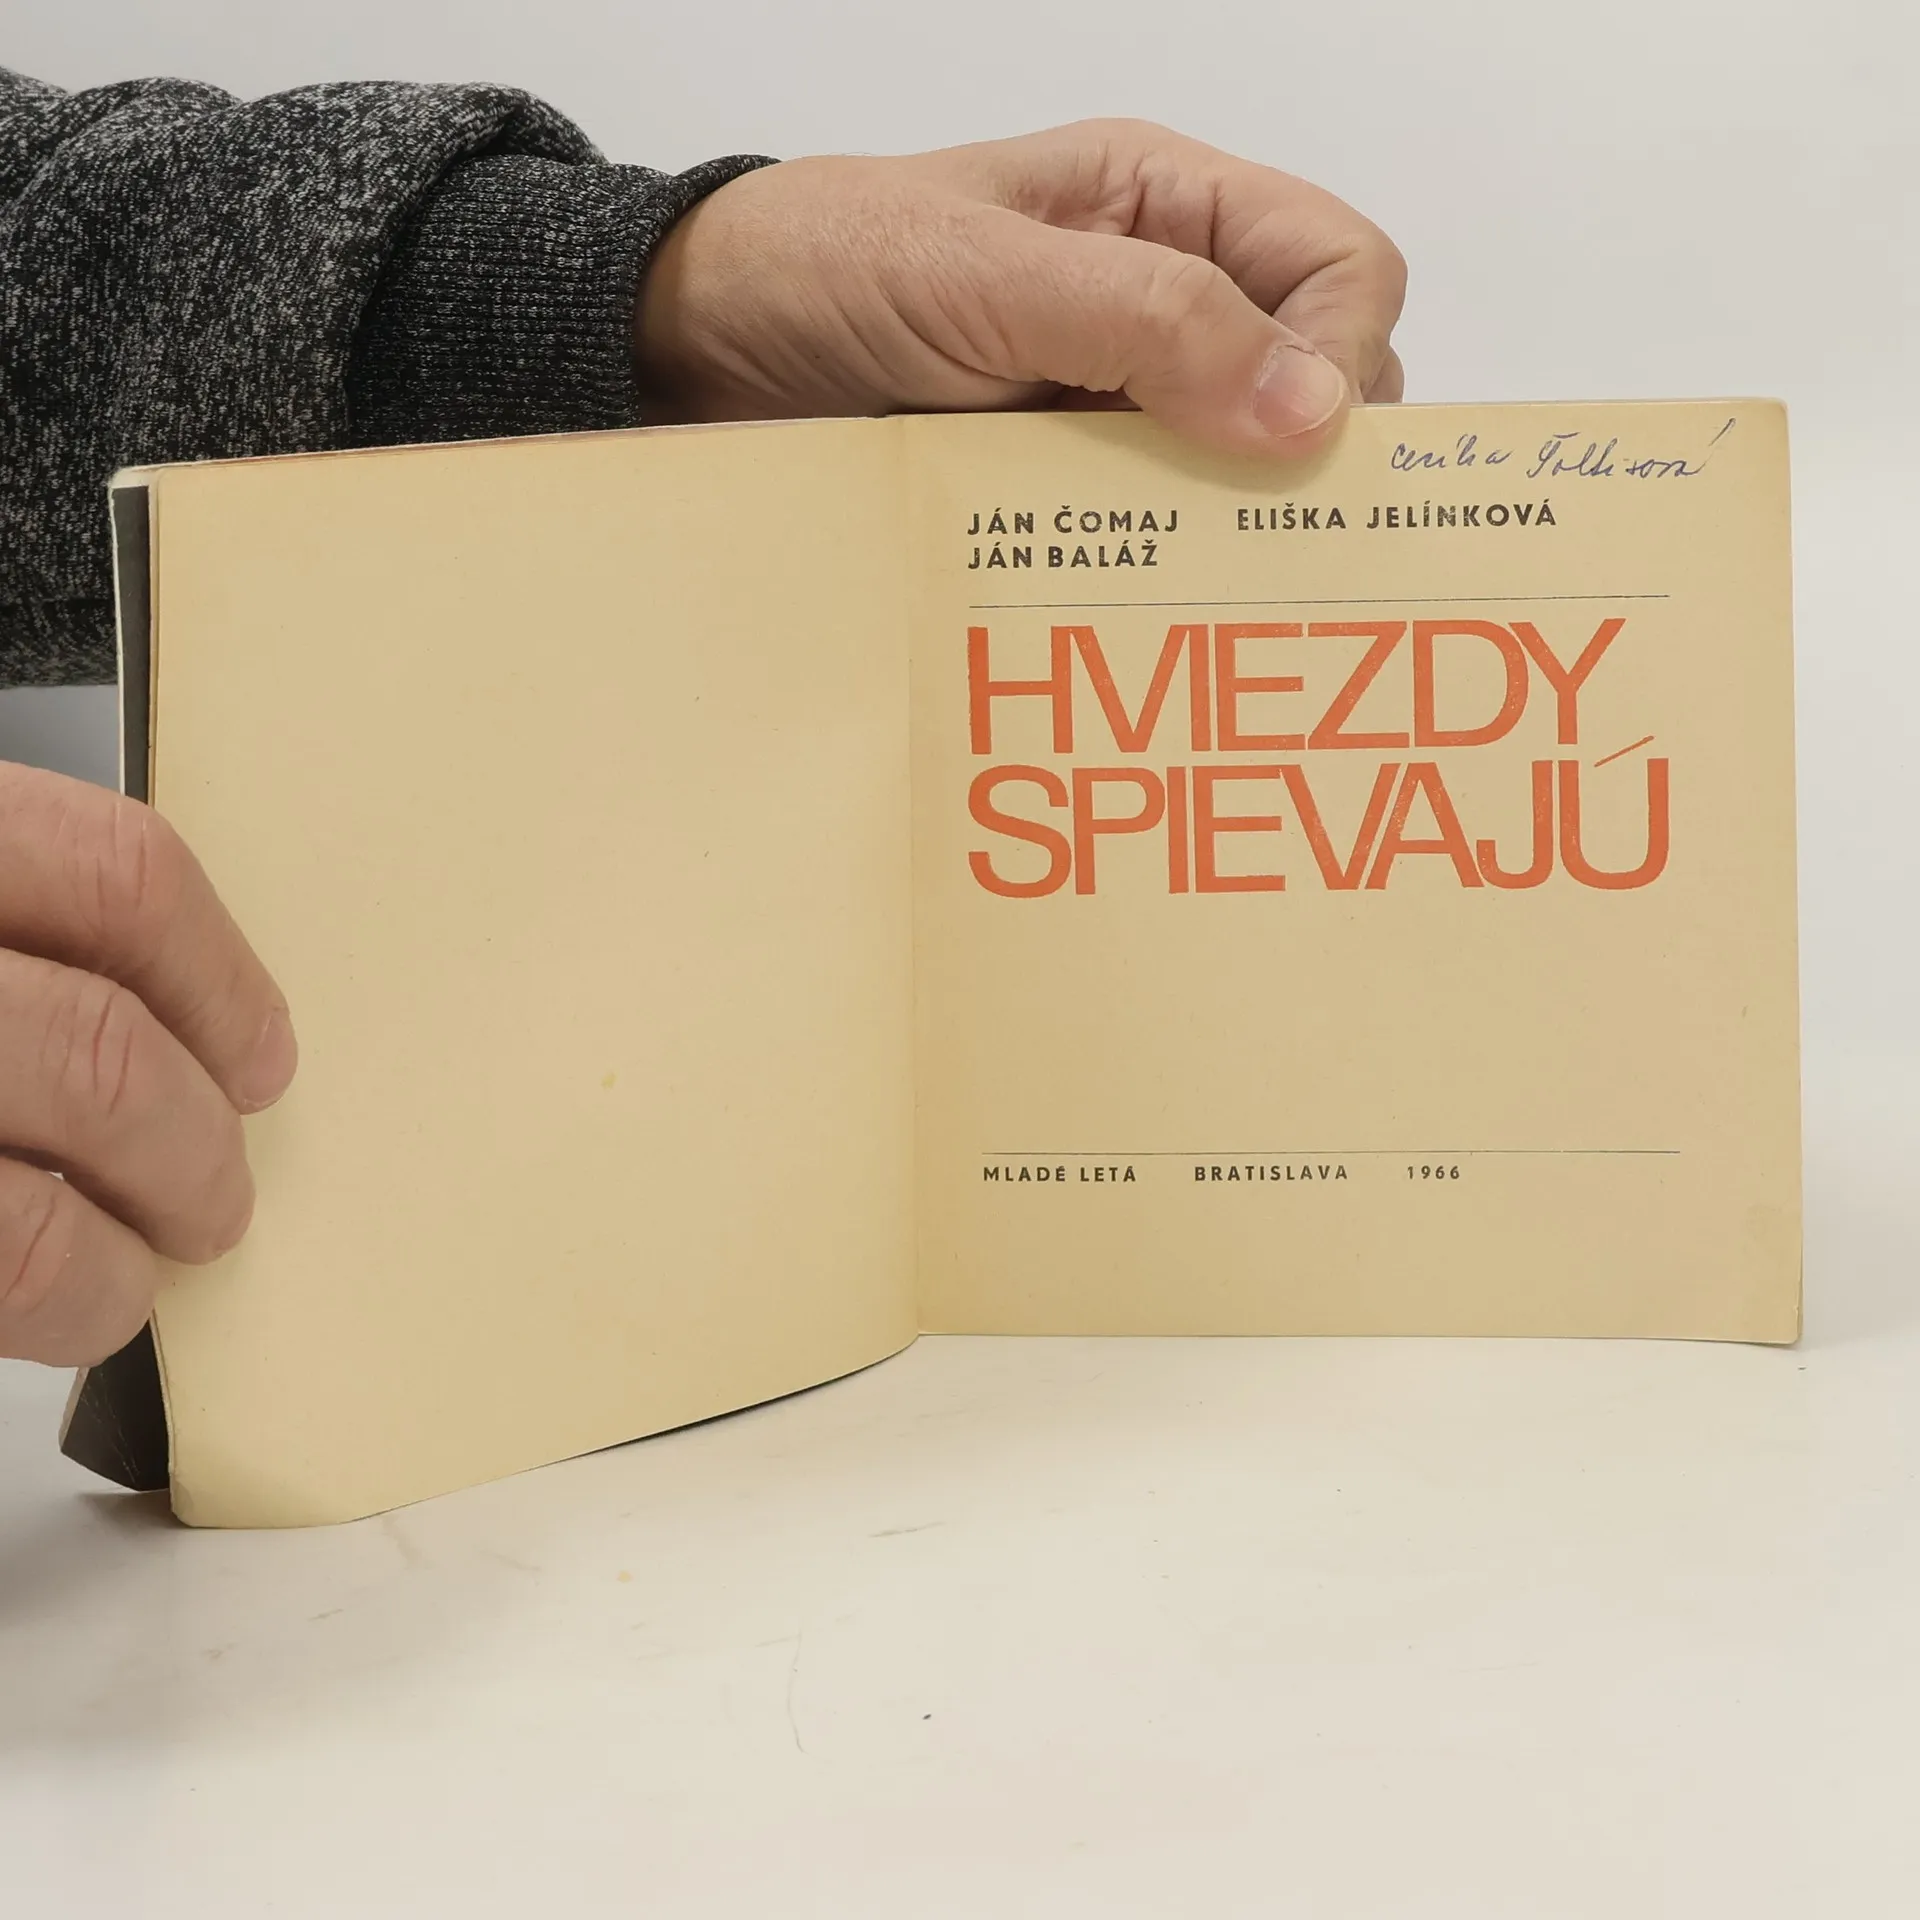 JÁN ČOMAJ ELIŠKA JELÍNKOVÁ
JÁN BALÁŽ
HVIEZDY
SPIEVAJÚ
MLADÉ LETÁ BRATISLAVA 1966